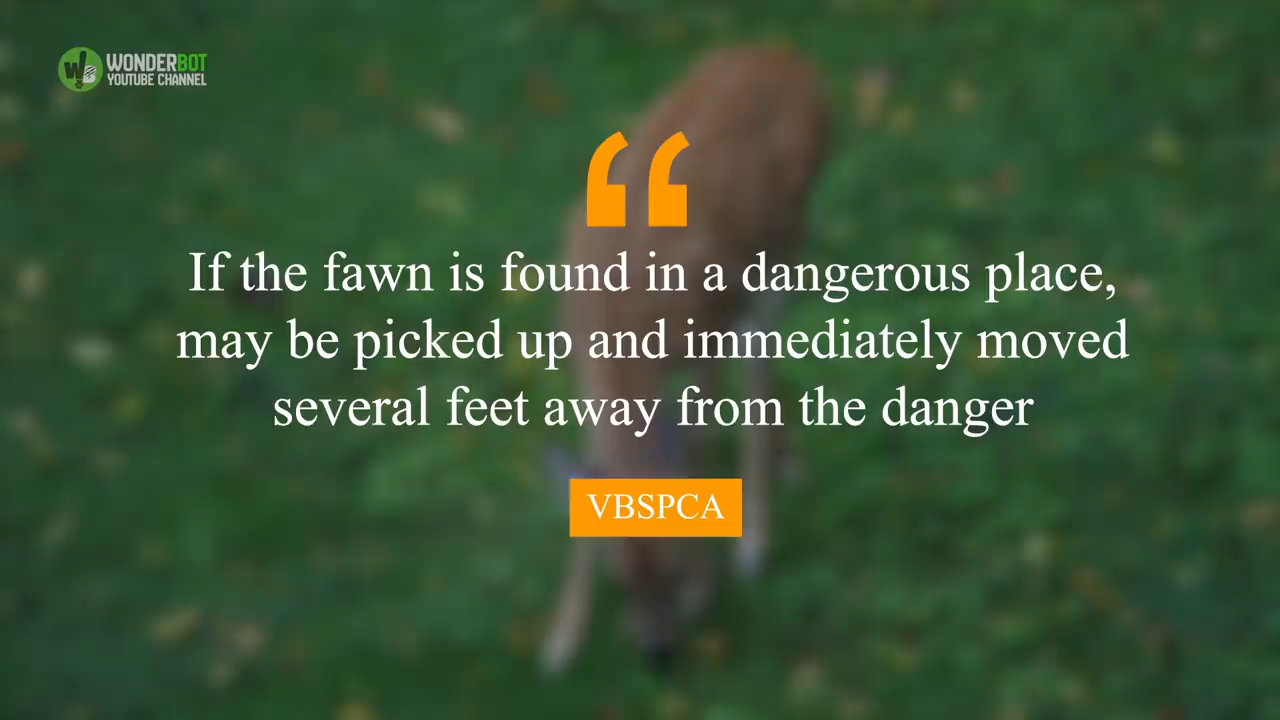 WONDERBOT
YOUTUBE CHANNEL
“
If the fawn is found in a dangerous place,
may be picked up and immediately moved
several feet away from the danger
VBSPCA